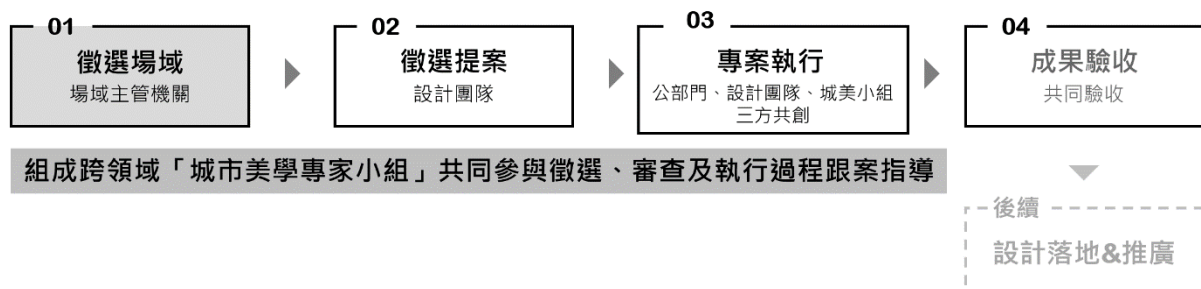 01
徵選場域
場域主管機關
02
徵選提案
設計團隊
03
專案執行
公部門、設計團隊、城美小組
三方共創
04
成果驗收
共同驗收
組成跨領域「城市美學專家小組」共同參與徵選、審查及執行過程跟案指導
後續
設計落地&推廣